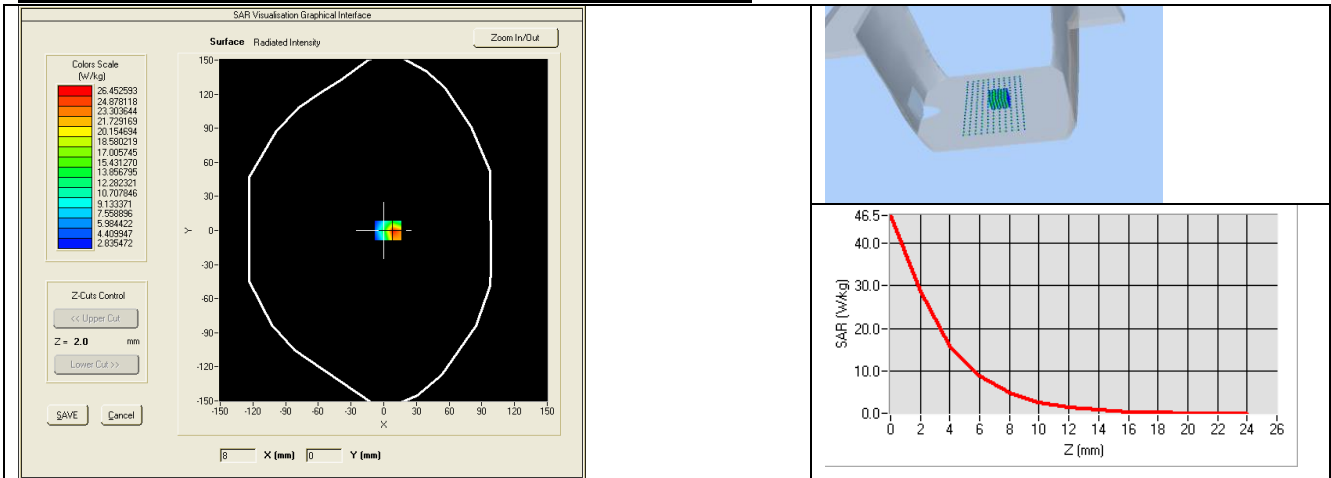 SAR Visualisation Graphical Interface
Surface Radiated Intensity
Zoom In/Out
Colors Scale
(W/kg)
26.452593
24.878118
23.303644
21.729169
20.154694
18.580219
17.005745
15.431270
13.856795
12.282321
10.707846
9.133371
7.558896
5.984422
4.409947
2.835472
Z-Cuts Control
<< Upper Cut
Z = 2.0 mm
Lower Cut >>
SAVE Cancel
150
120
90
60
30
0
-30
-60
-90
-120
-150
Y
-150 -120 -90 -60 -30 0 30 60 90 120 150
X
8 X (mm) 0 Y (mm)
46.5
40.0
30.0
20.0
10.0
0.0
SAR (W/kg)
0 2 4 6 8 10 12 14 16 18 20 22 24 26
Z (mm)